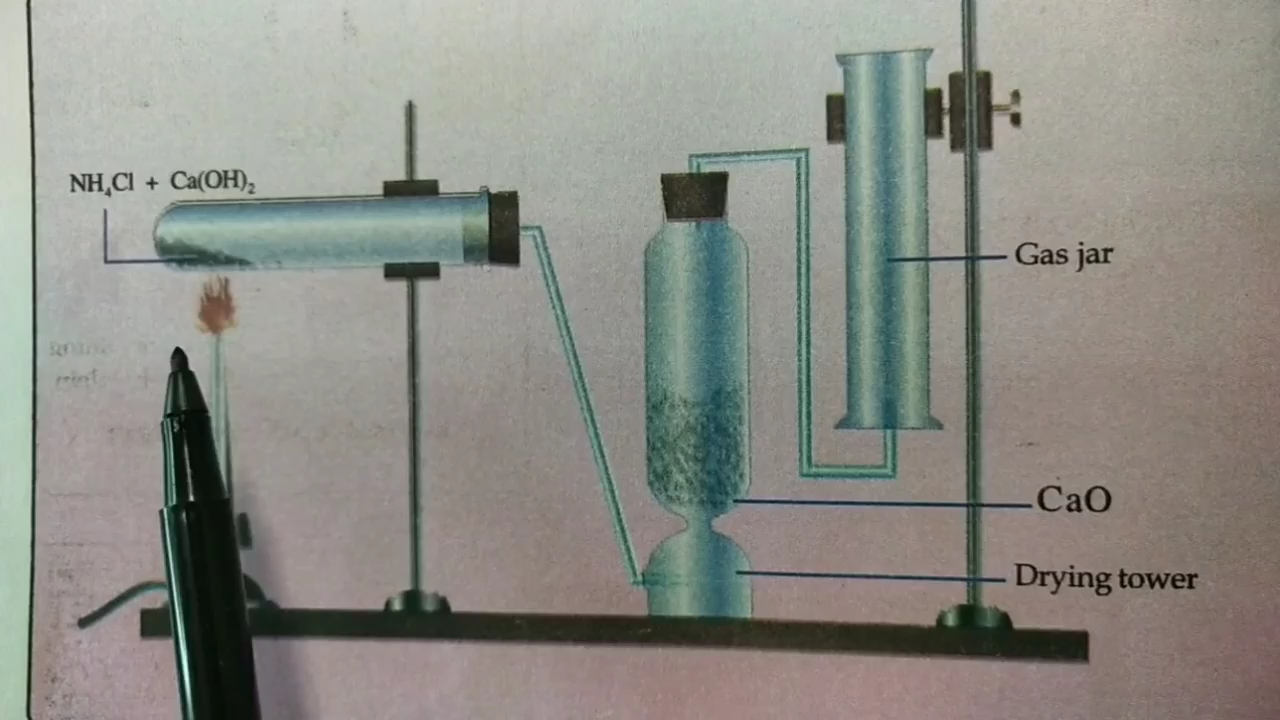 NH₄Cl + Ca(OH)₂
Gas jar
CaO
Drying tower